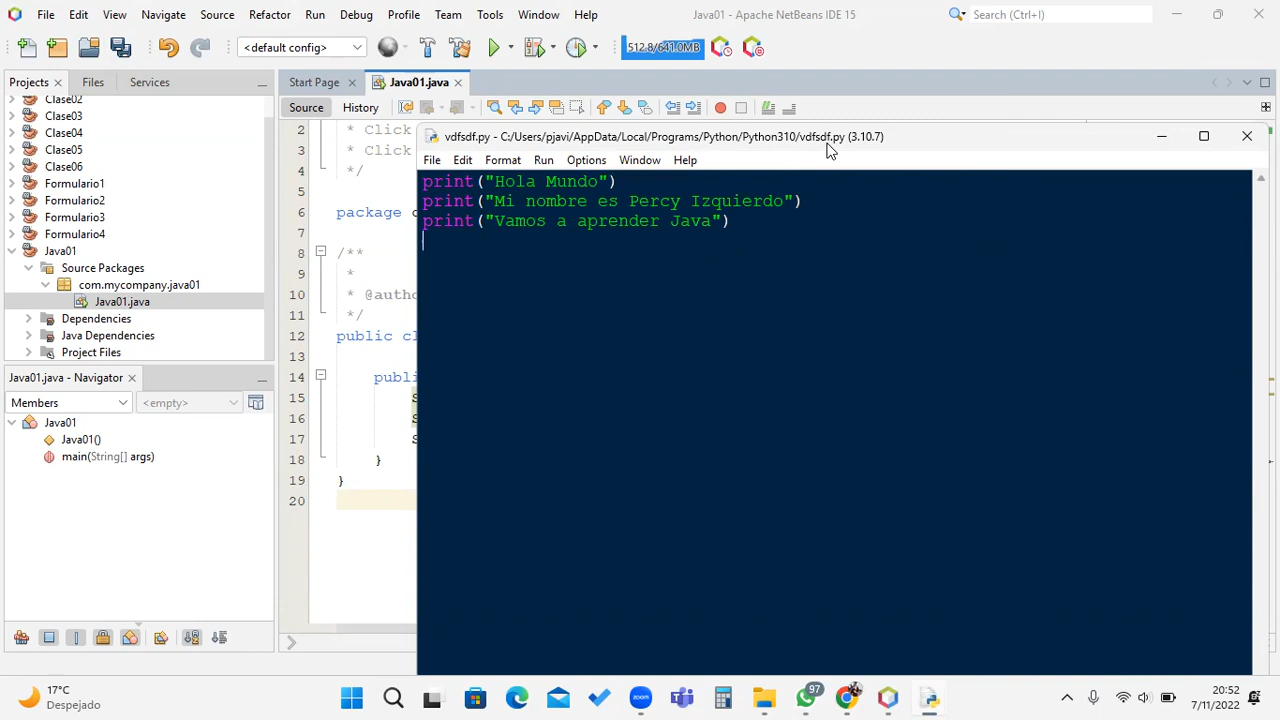 File Edit View Navigate Source Refactor Run Debug Profile Team Tools Window Help
Java01 - Apache NetBeans IDE 15
Search (Ctrl+I)
<default config>
512.8/641.0MB
Projects Files Services
Start Page
Java01.java
Source History
Clase02
Clase03
Clase04
Clase05
Clase06
Formulario1
Formulario2
Formulario3
Formulario4
Java01
Source Packages
com.mycompany.java01
Java01.java
Dependencies
Java Dependencies
Project Files
Java01.java - Navigator
Members
<empty>
Java01
Java01()
main(String[] args)
2 * Click
3 * Click
4 */
5
6 package
7
8 /**
9 *
10 * @autho
11 */
12 public cl
13
14 publi
15 S
16 S
17 S
18 }
19 }
20
vdfsdf.py - C:/Users/pjavi/AppData/Local/Programs/Python/Python310/vdfsdf.py (3.10.7)
File Edit Format Run Options Window Help
print("Hola Mundo")
print("Mi nombre es Percy Izquierdo")
print("Vamos a aprender Java")
17°C
Despejado
zoom
97
20:52
7/11/2022